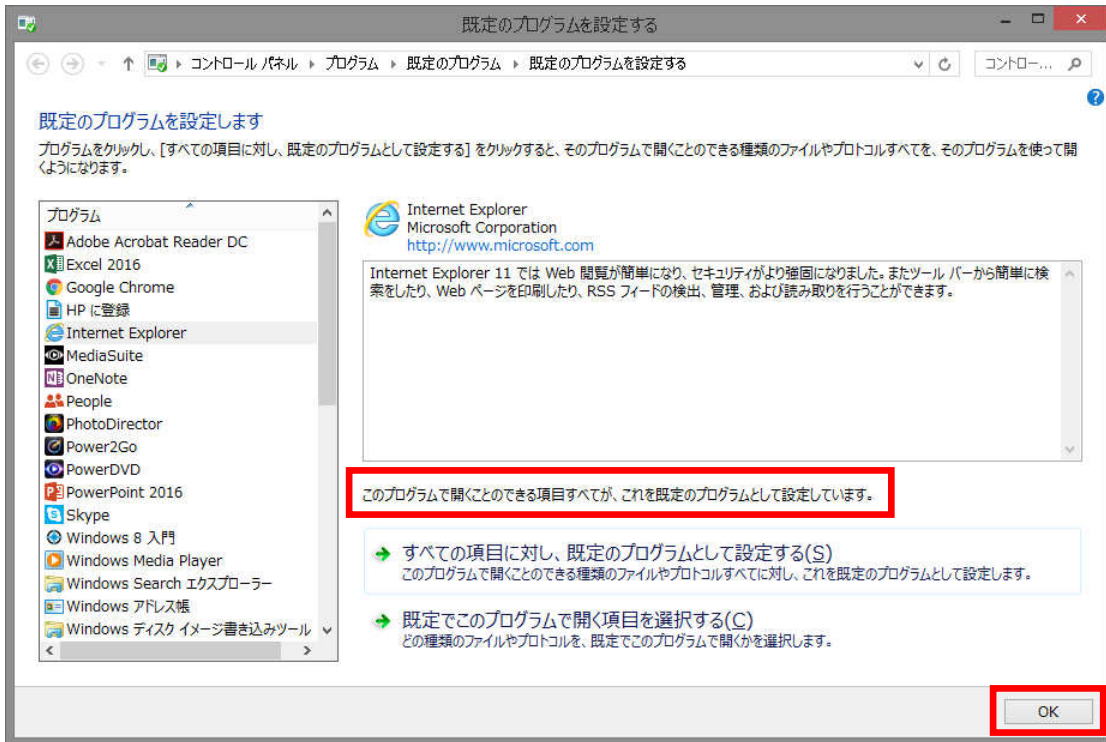 既定のプログラムを設定する
コントロール パネル ▸ プログラム ▸ 既定のプログラム ▸ 既定のプログラムを設定する
コントロー...
既定のプログラムを設定します
プログラムをクリックし、[すべての項目に対し、既定のプログラムとして設定する] をクリックすると、そのプログラムで開くことのできる種類のファイルやプロトコルすべてを、そのプログラムを使って開
くようになります。
プログラム
Adobe Acrobat Reader DC
Excel 2016
Google Chrome
HP に登録
Internet Explorer
MediaSuite
OneNote
People
PhotoDirector
Power2Go
PowerDVD
PowerPoint 2016
Skype
Windows 8 入門
Windows Media Player
Windows Search エクスプローラー
Windows アドレス帳
Windows ディスク イメージ書き込みツール
Internet Explorer
Microsoft Corporation
http://www.microsoft.com
Internet Explorer 11 では Web 閲覧が簡単になり、セキュリティがより強固になりました。またツール バーから簡単に検
索をしたり、Web ページを印刷したり、RSS フィードの検出、管理、および読み取りを行うことができます。
このプログラムで開くことのできる項目すべてが、これを既定のプログラムとして設定しています。
すべての項目に対し、既定のプログラムとして設定する(S)
このプログラムで開くことのできる種類のファイルやプロトコルすべてに対し、これを既定のプログラムとして設定します。
既定でこのプログラムで開く項目を選択する(C)
どの種類のファイルやプロトコルを、既定でこのプログラムで開くかを選択します。
OK